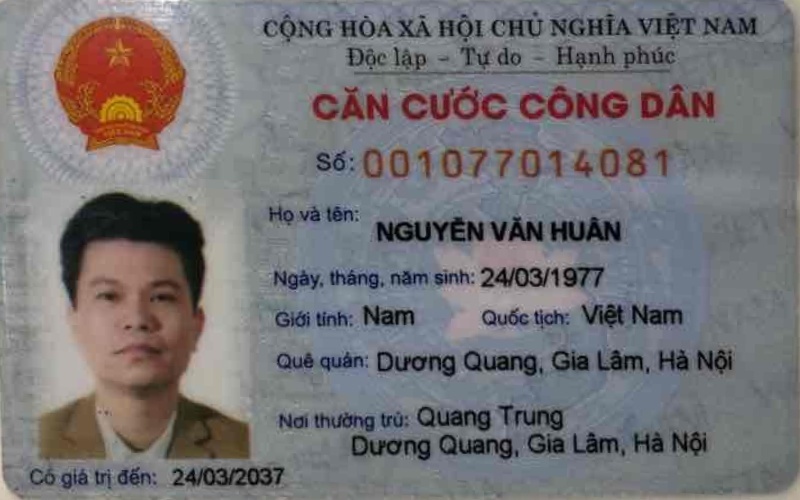 CỘNG HÒA XÃ HỘI CHỦ NGHĨA VIỆT NAM
Độc lập - Tự do - Hạnh phúc
CĂN CƯỚC CÔNG DÂN
Số: 001077014081
Họ và tên: NGUYỄN VĂN HUÂN
Ngày, tháng, năm sinh: 24/03/1977
Giới tính: Nam Quốc tịch: Việt Nam
Quê quán: Dương Quang, Gia Lâm, Hà Nội
Nơi thường trú: Quang Trung
Dương Quang, Gia Lâm, Hà Nội
Có giá trị đến: 24/03/2037